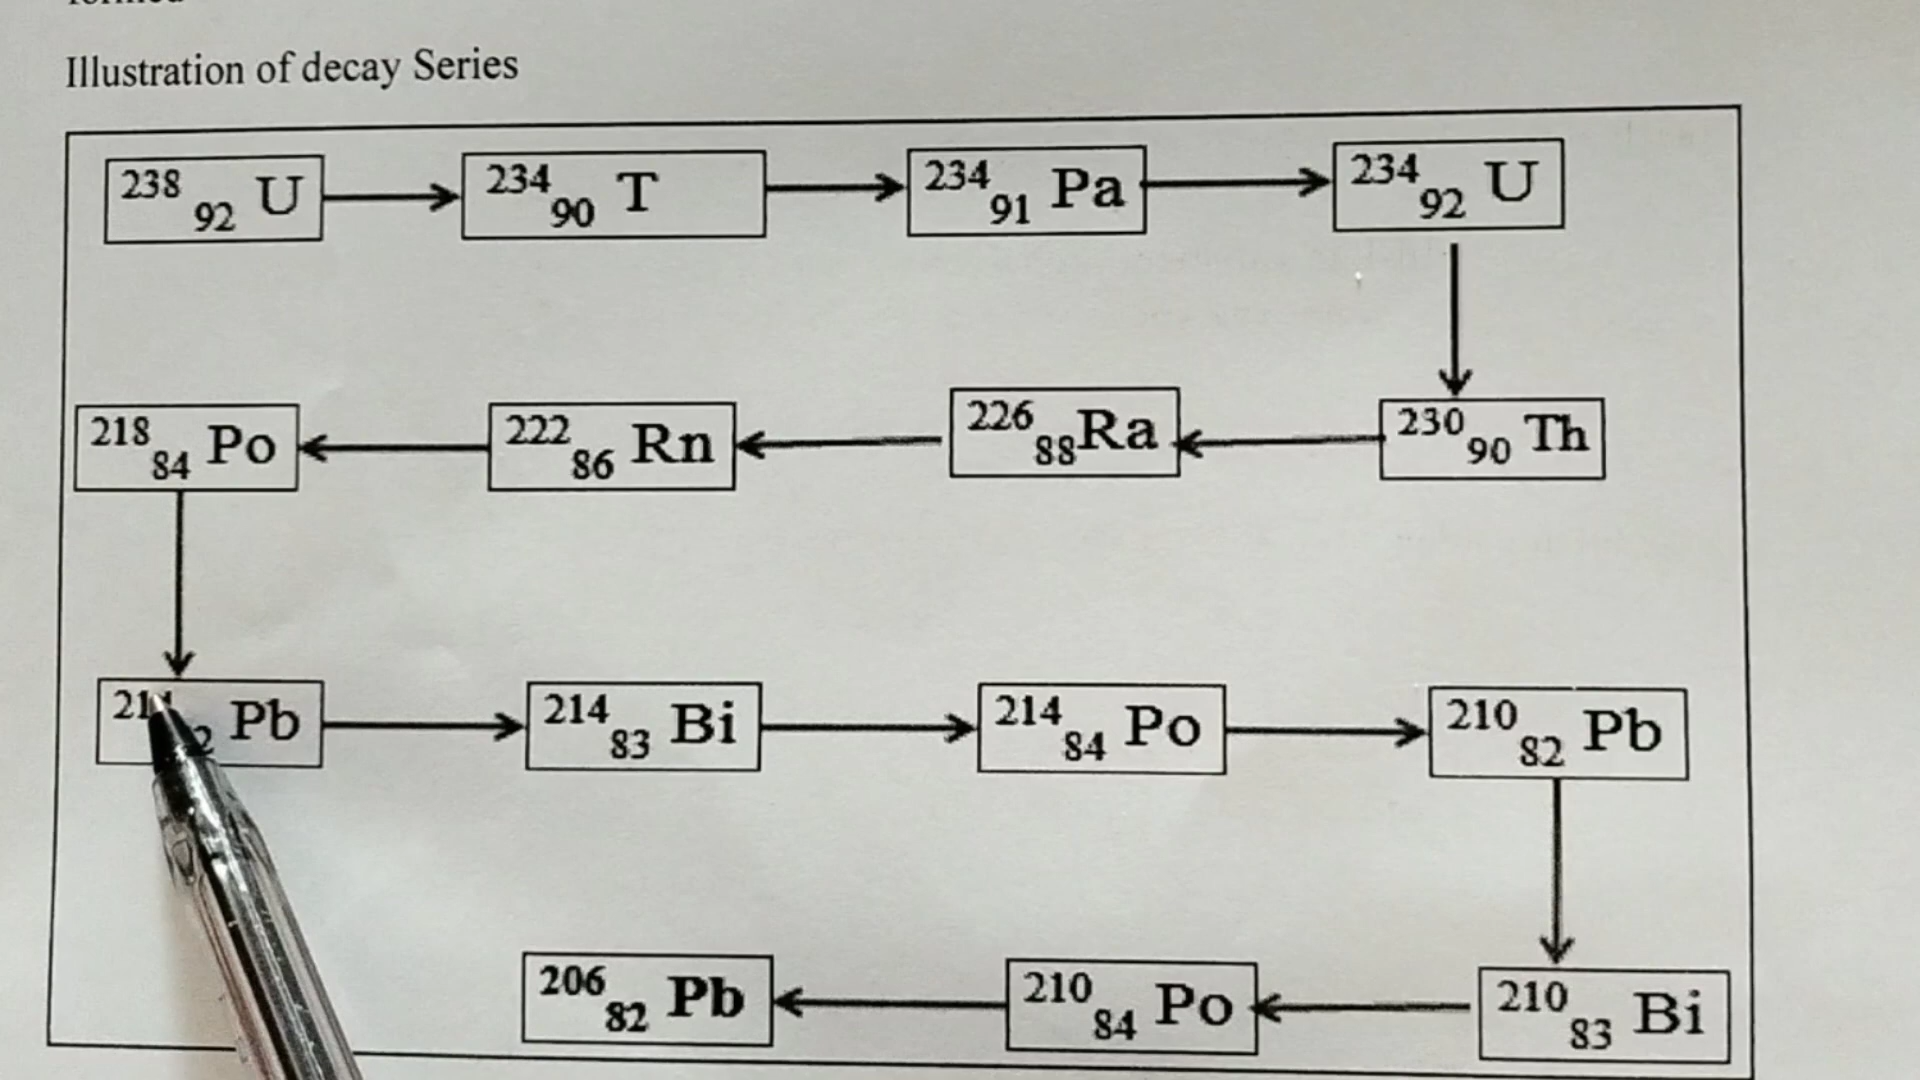 Illustration of decay Series
238 92 U
234 90 T
234 91 Pa
234 92 U
230 90 Th
226 88 Ra
222 86 Rn
218 84 Po
Pb
214 83 Bi
214 84 Po
210 82 Pb
210 83 Bi
210 84 Po
206 82 Pb